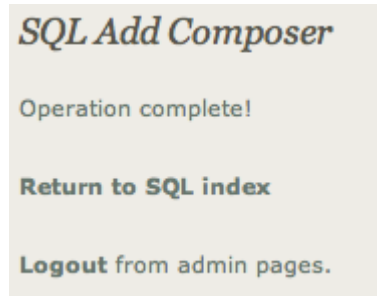 SQL Add Composer
Operation complete!
Return to SQL index
Logout from admin pages.